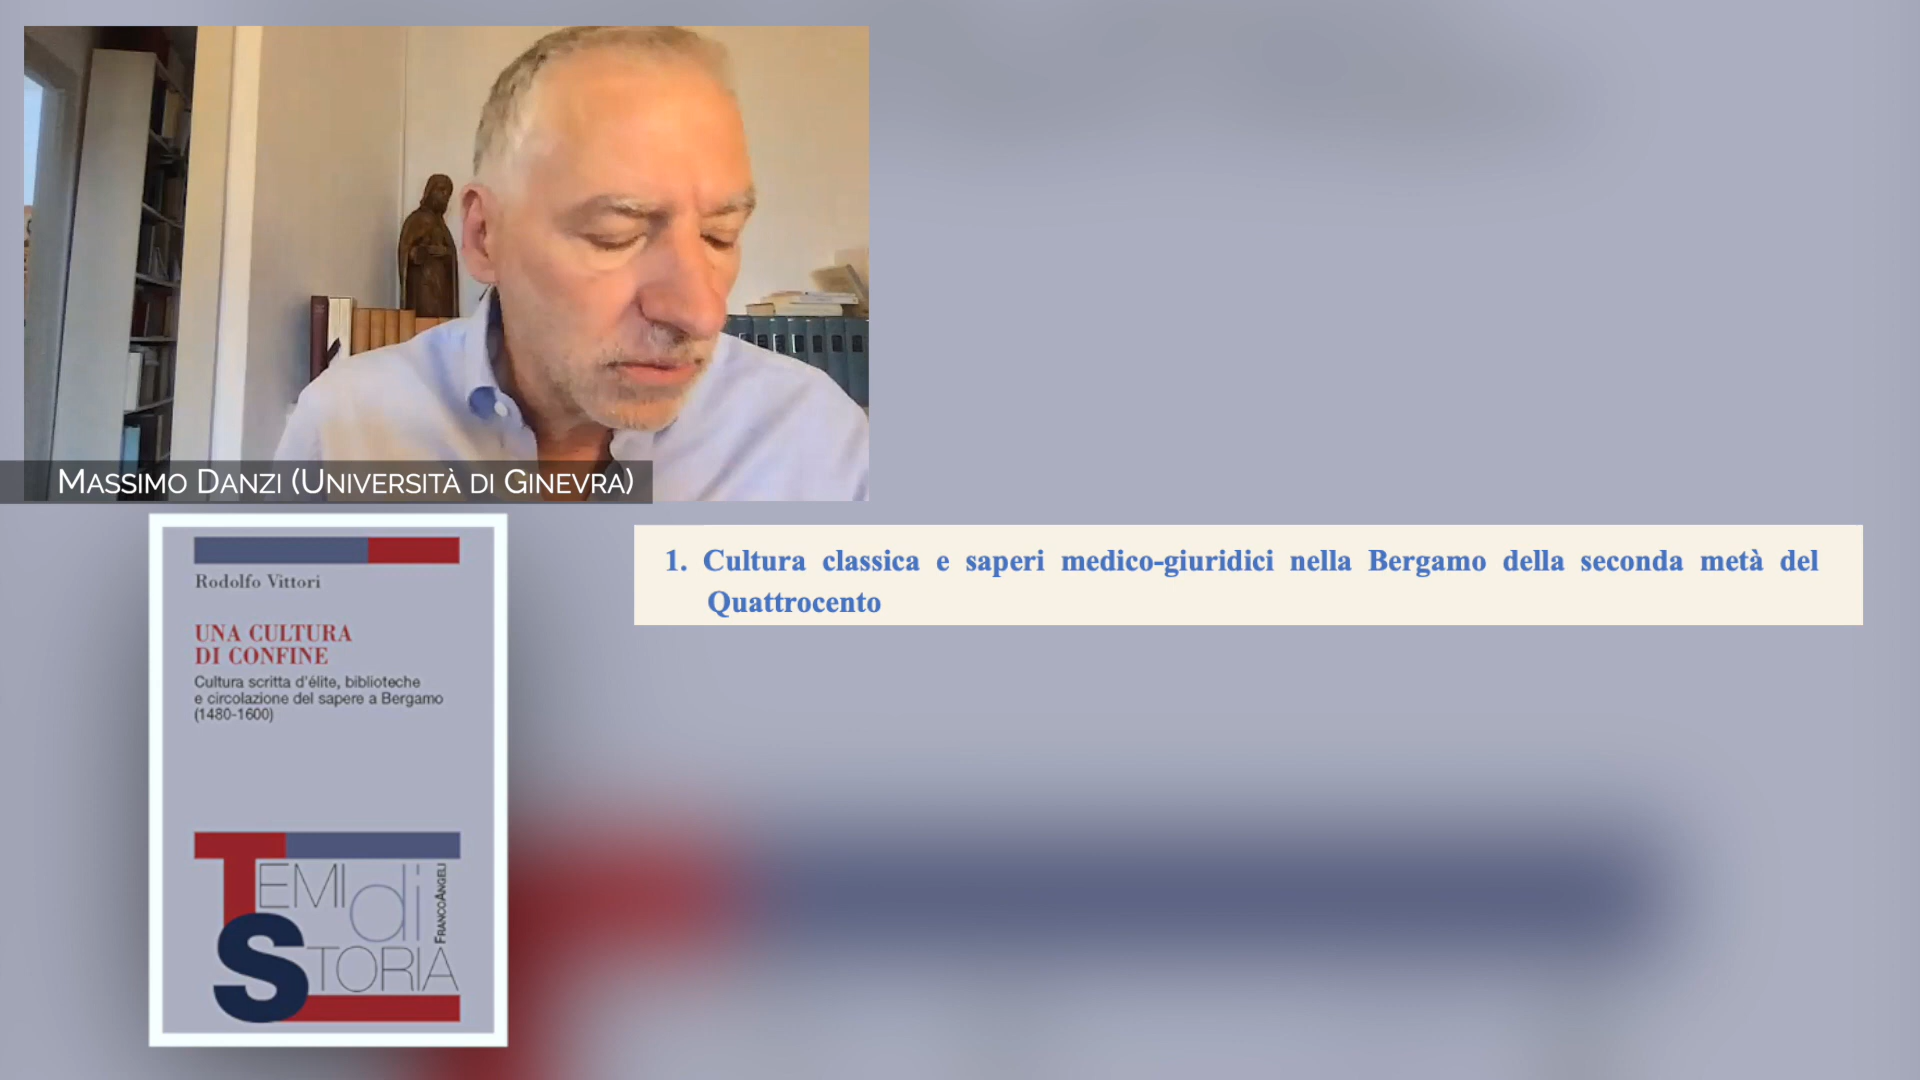 MASSIMO DANZI (UNIVERSITÀ DI GINEVRA)
Rodolfo Vittori
UNA CULTURA
DI CONFINE
Cultura scritta d'élite, biblioteche
e circolazione del sapere a Bergamo
(1480-1600)
TEMI di
STORIA
FRANCOANGELI
1. Cultura classica e saperi medico-giuridici nella Bergamo della seconda metà del
Quattrocento